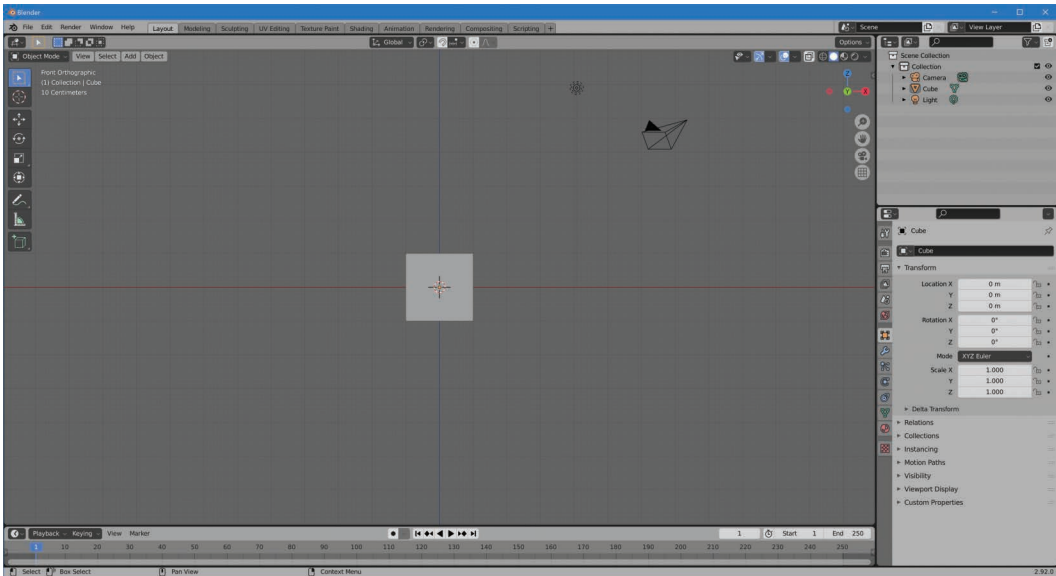 Blender
File Edit Render Window Help Layout Modeling Sculpting UV Editing Texture Paint Shading Animation Rendering Compositing Scripting + Scene View Layer
Global Options
Object Mode View Select Add Object
Front Orthographic
(1) Collection | Cube
10 Centimeters
Z
Y
X
Scene Collection
Collection
Camera
Cube
Light
Cube
Cube
Transform
Location X 0 m
Y 0 m
Z 0 m
Rotation X 0°
Y 0°
Z 0°
Mode XYZ Euler
Scale X 1.000
Y 1.000
Z 1.000
Delta Transform
Relations
Collections
Instancing
Motion Paths
Visibility
Viewport Display
Custom Properties
Playback Keying View Marker 1 Start 1 End 250
1 10 20 30 40 50 60 70 80 90 100 110 120 130 140 150 160 170 180 190 200 210 220 230 240 250
Select Box Select Pan View Context Menu 2.92.0